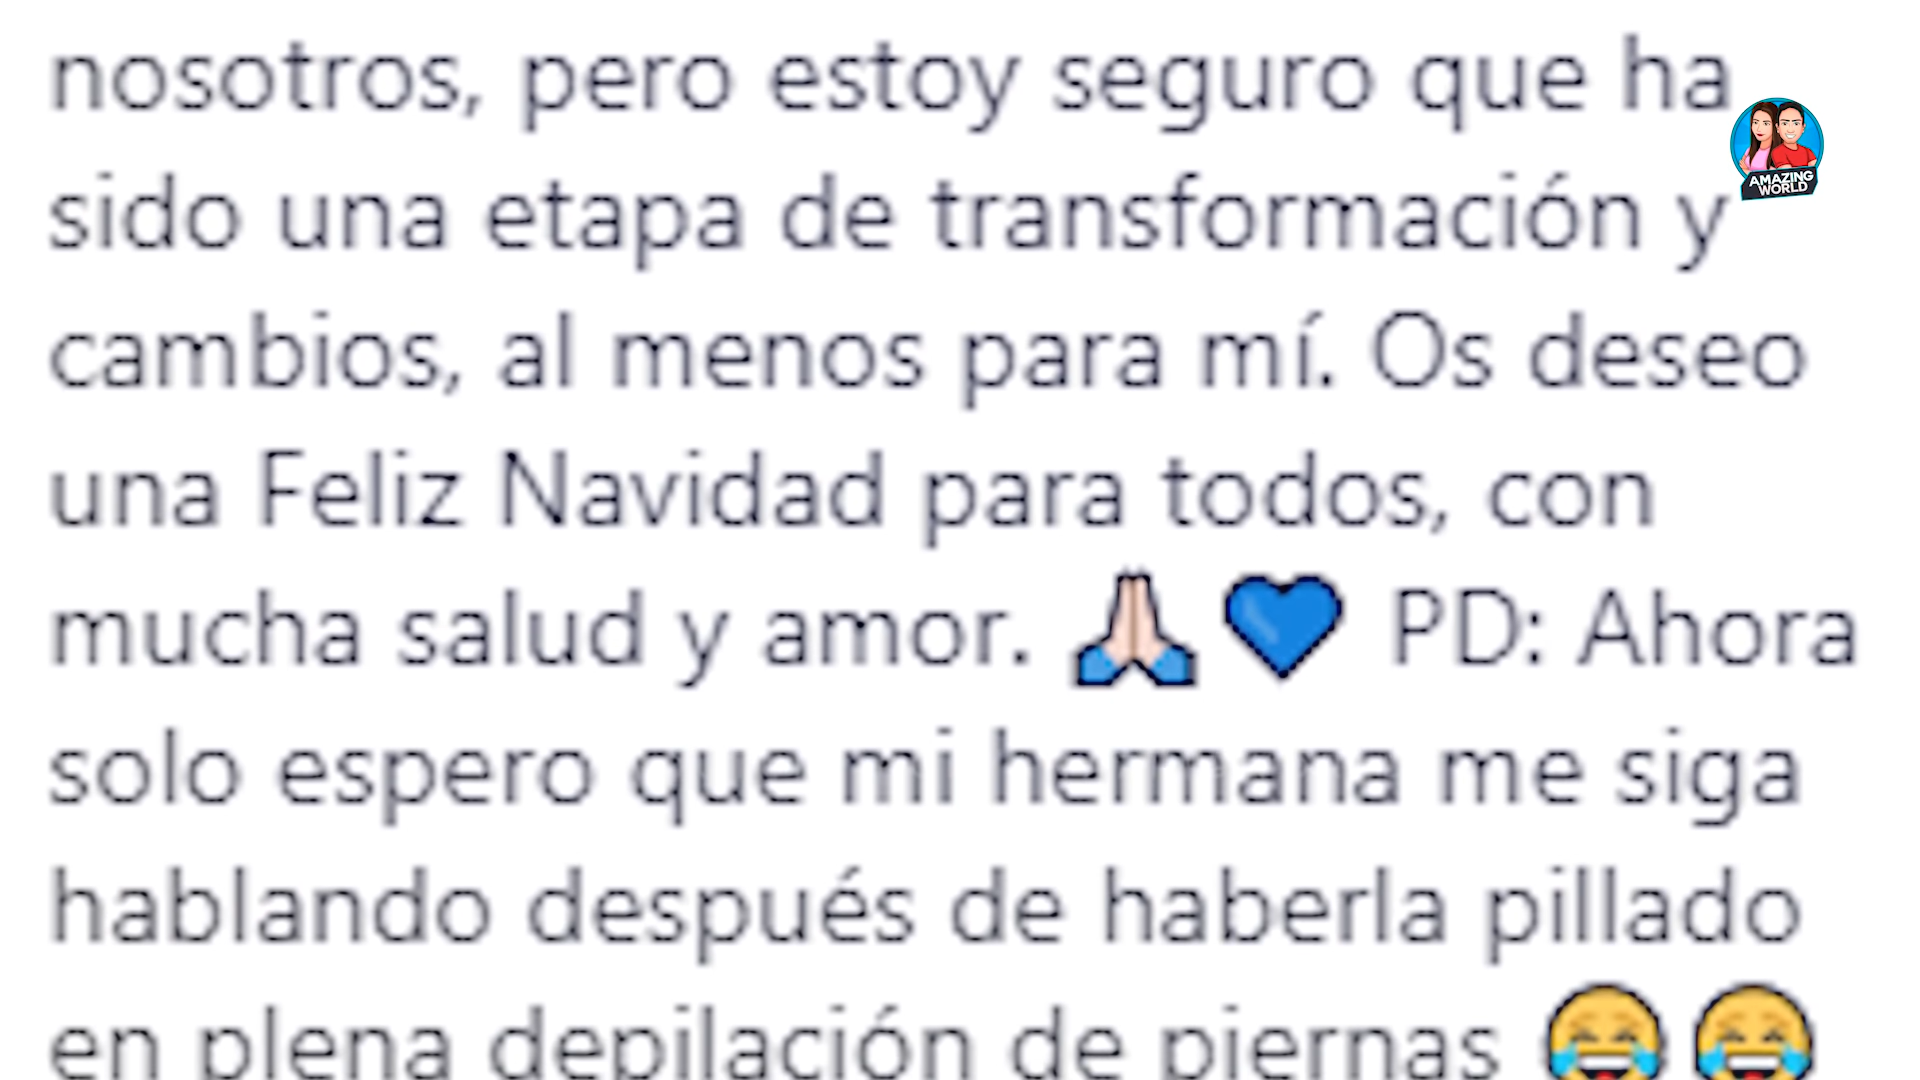 nosotros, pero estoy seguro que ha
sido una etapa de transformación y
cambios, al menos para mí. Os deseo
una Feliz Navidad para todos, con
mucha salud y amor. 🙏🏻💙 PD: Ahora
solo espero que mi hermana me siga
hablando después de haberla pillado
en plena depilación de piernas 😂😂
AMAZING
WORLD